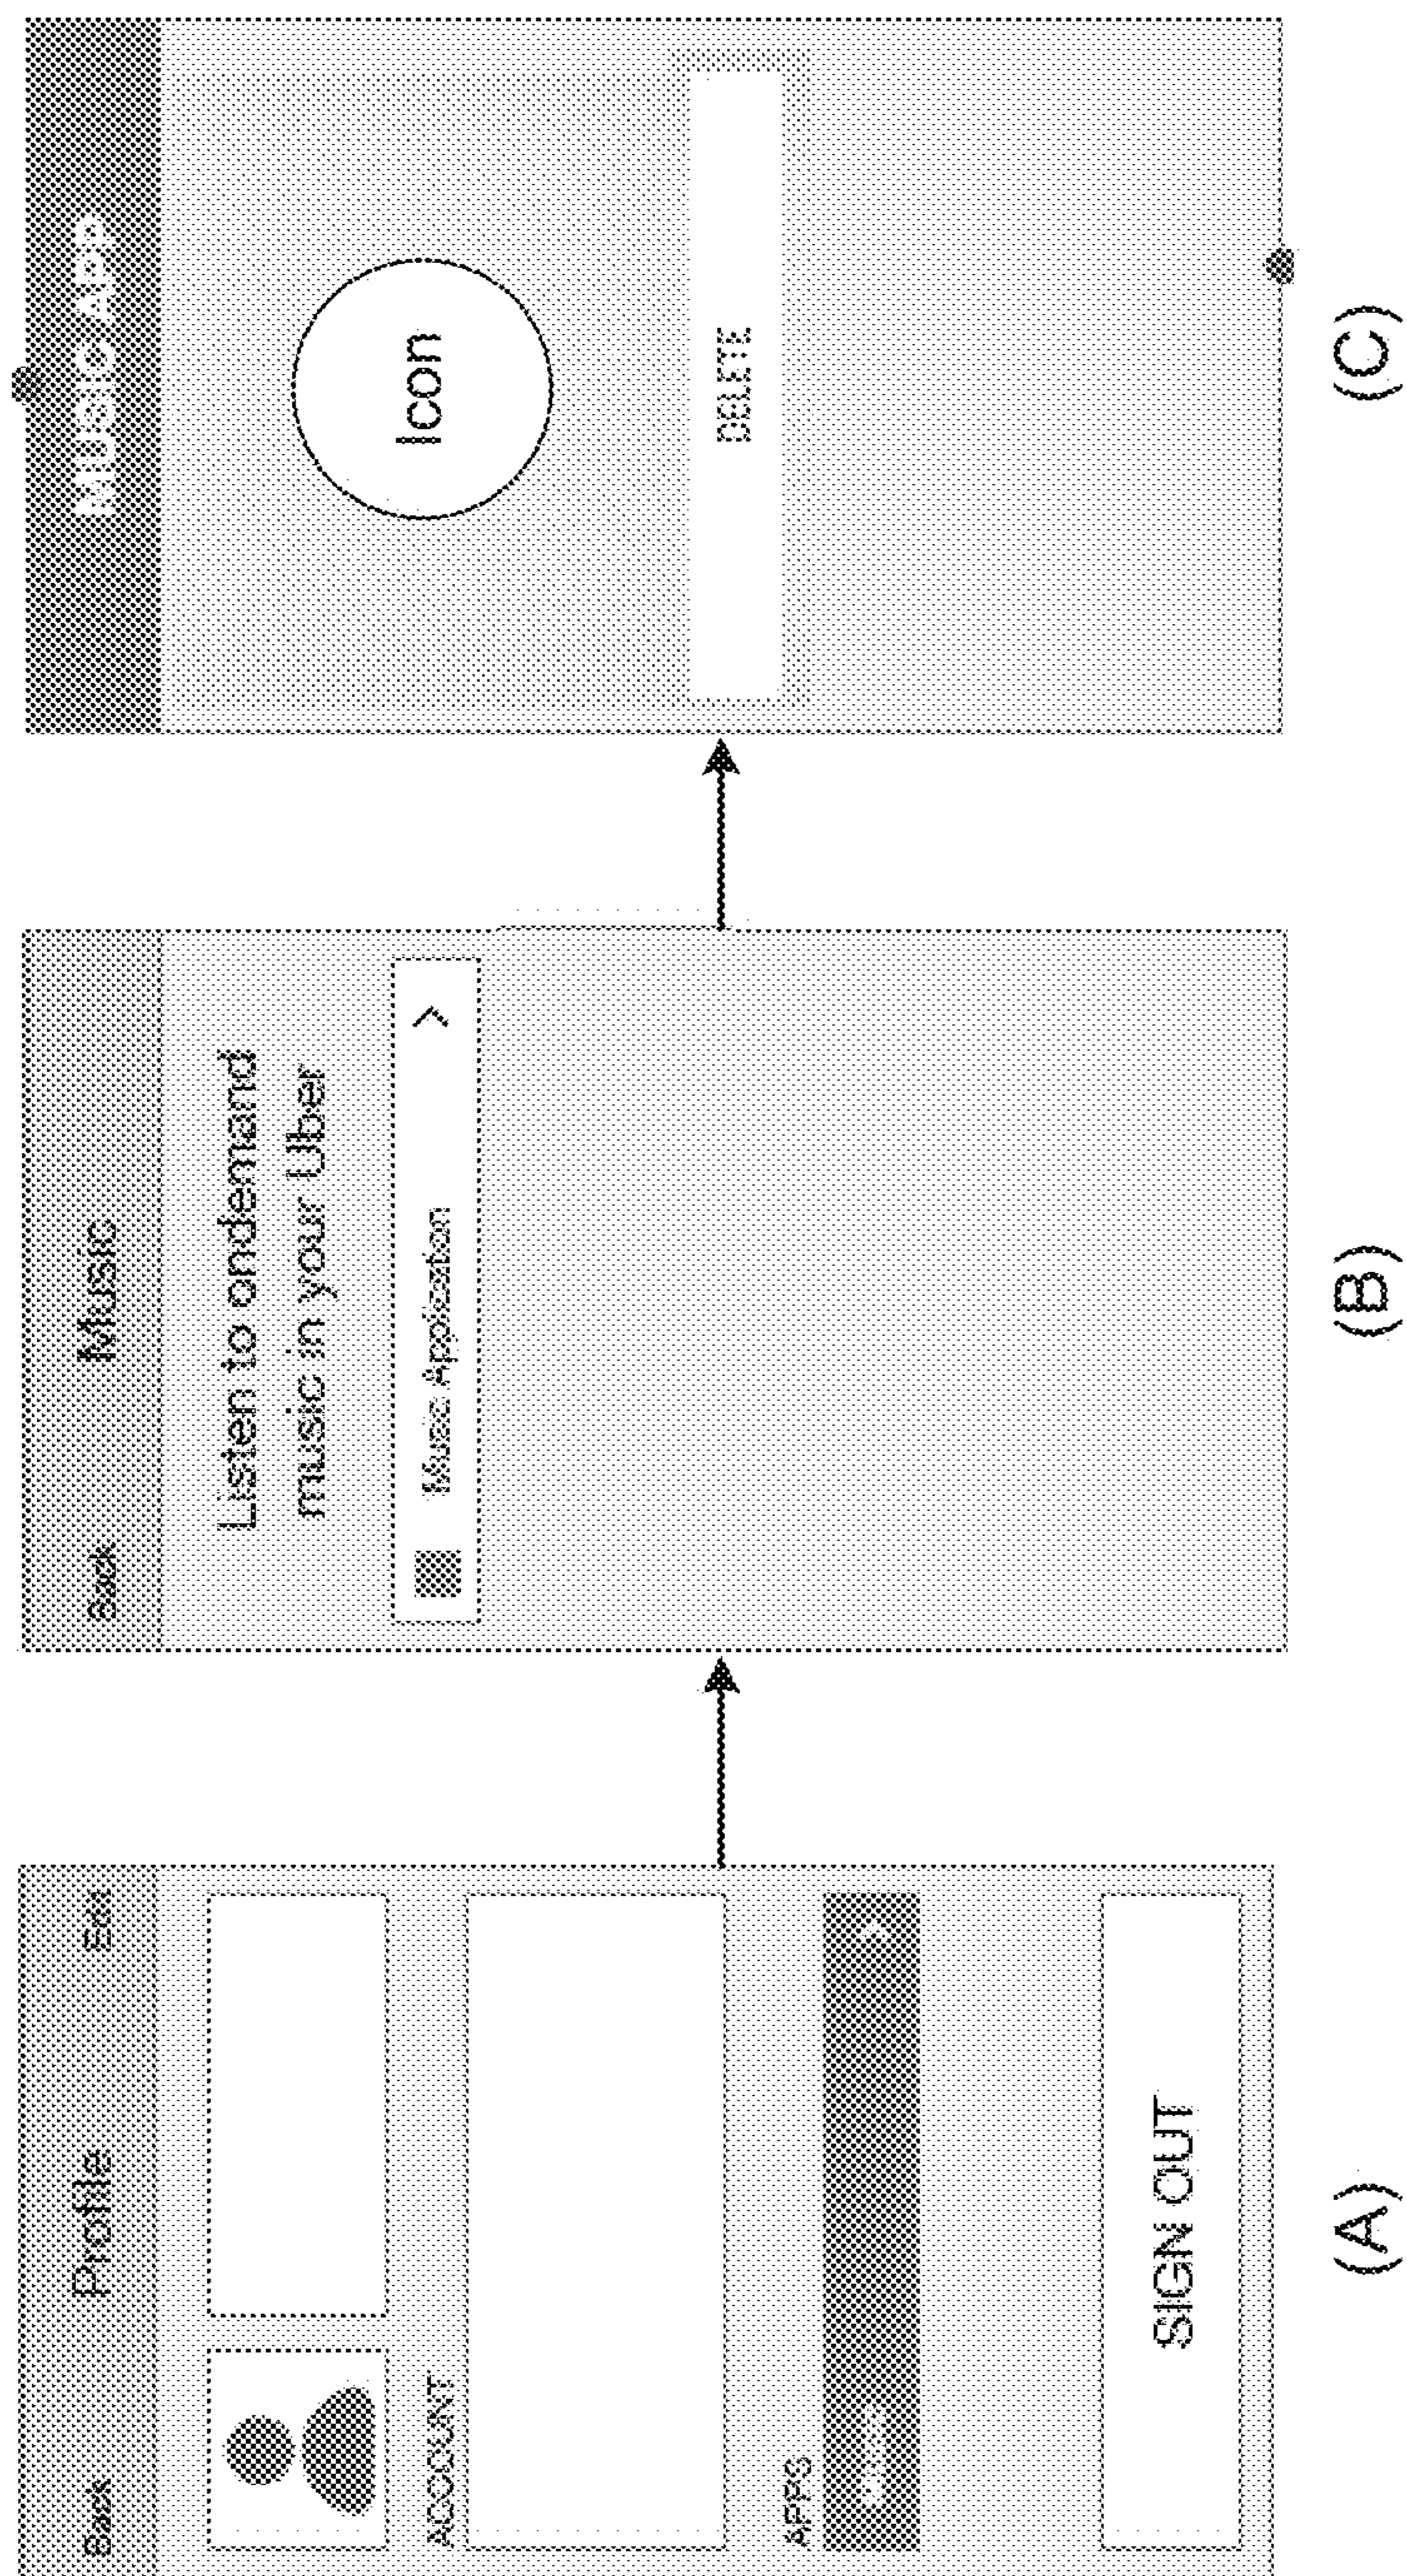 Back Profile Edit
ACCOUNT
APPS
SIGN OUT
(A)
Back Music
Listen to ondemand
music in your Uber
Music Application
(B)
MUSIC APP
Icon
DELETE
(C)